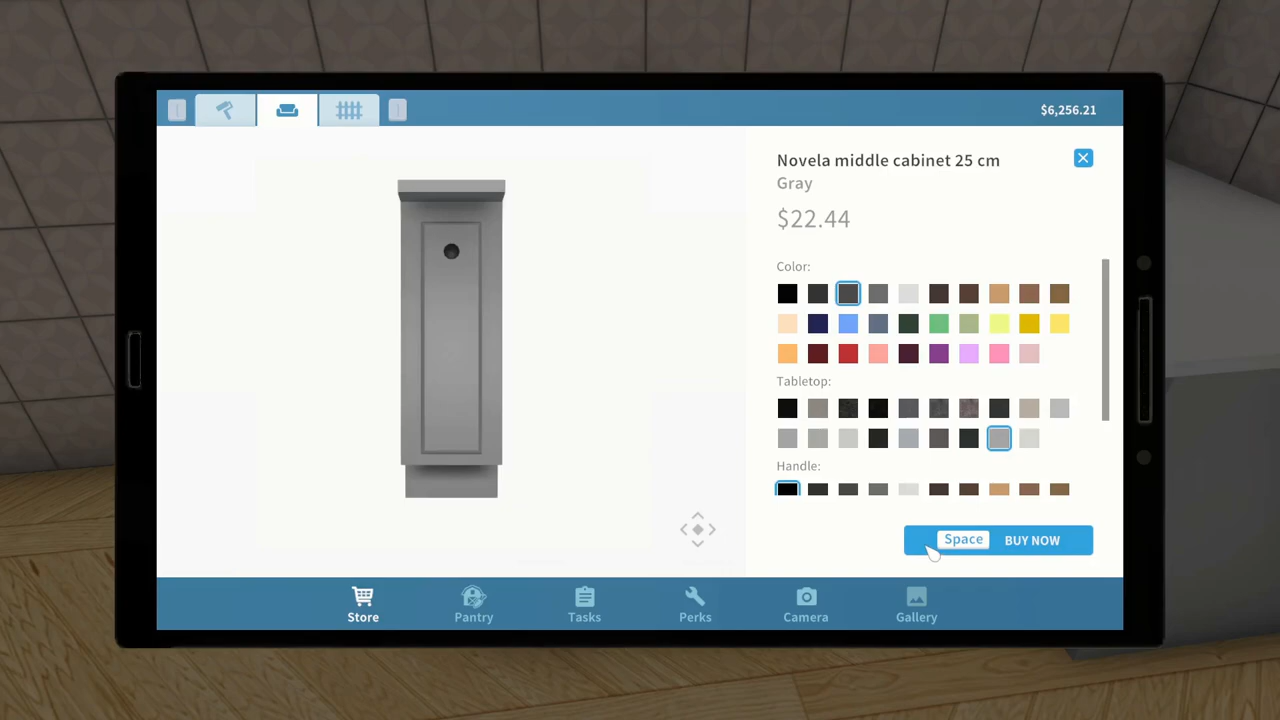 $6,256.21
Novela middle cabinet 25 cm
Gray
$22.44
Color:
Tabletop:
Handle:
Space BUY NOW
Store Pantry Tasks Perks Camera Gallery